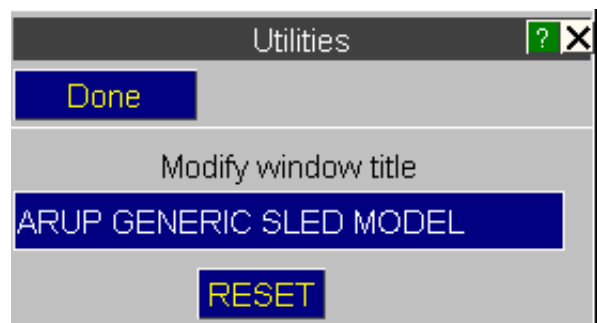 Utilities ?
Done
Modify window title
ARUP GENERIC SLED MODEL
RESET